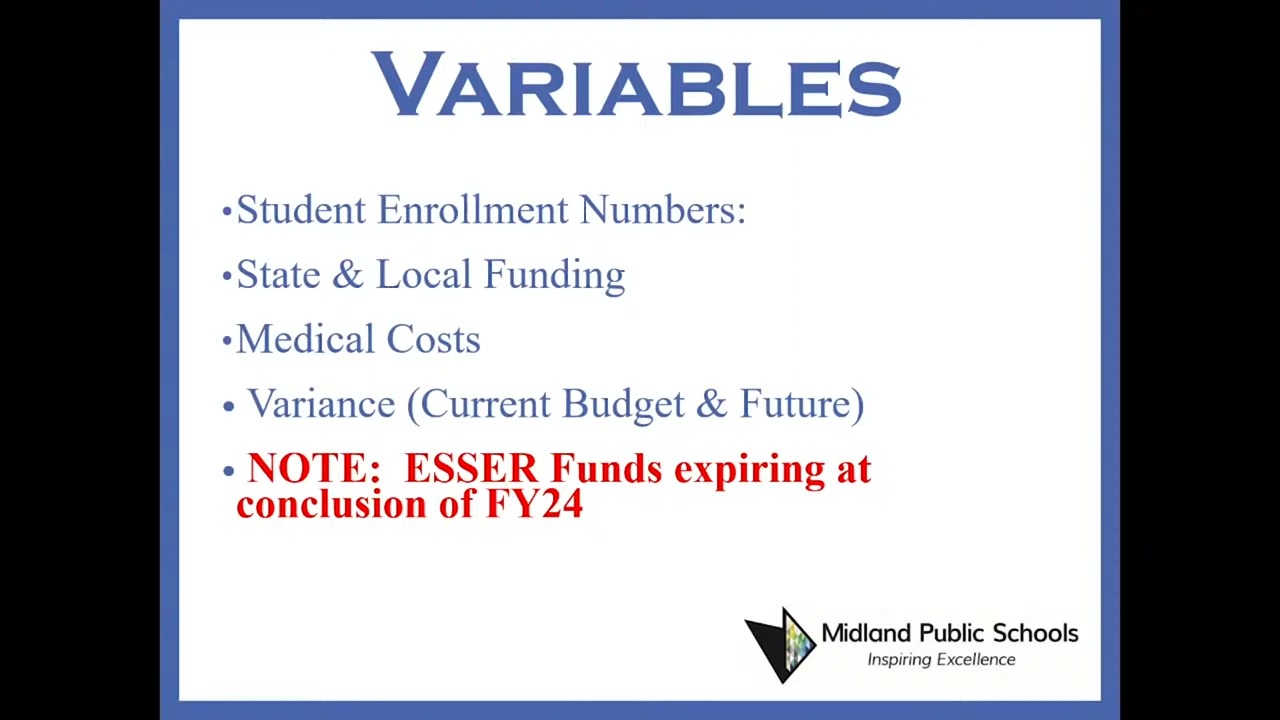 VARIABLES
•Student Enrollment Numbers:
•State & Local Funding
•Medical Costs
• Variance (Current Budget & Future)
• NOTE:  ESSER Funds expiring at
conclusion of FY24
Midland Public Schools
Inspiring Excellence